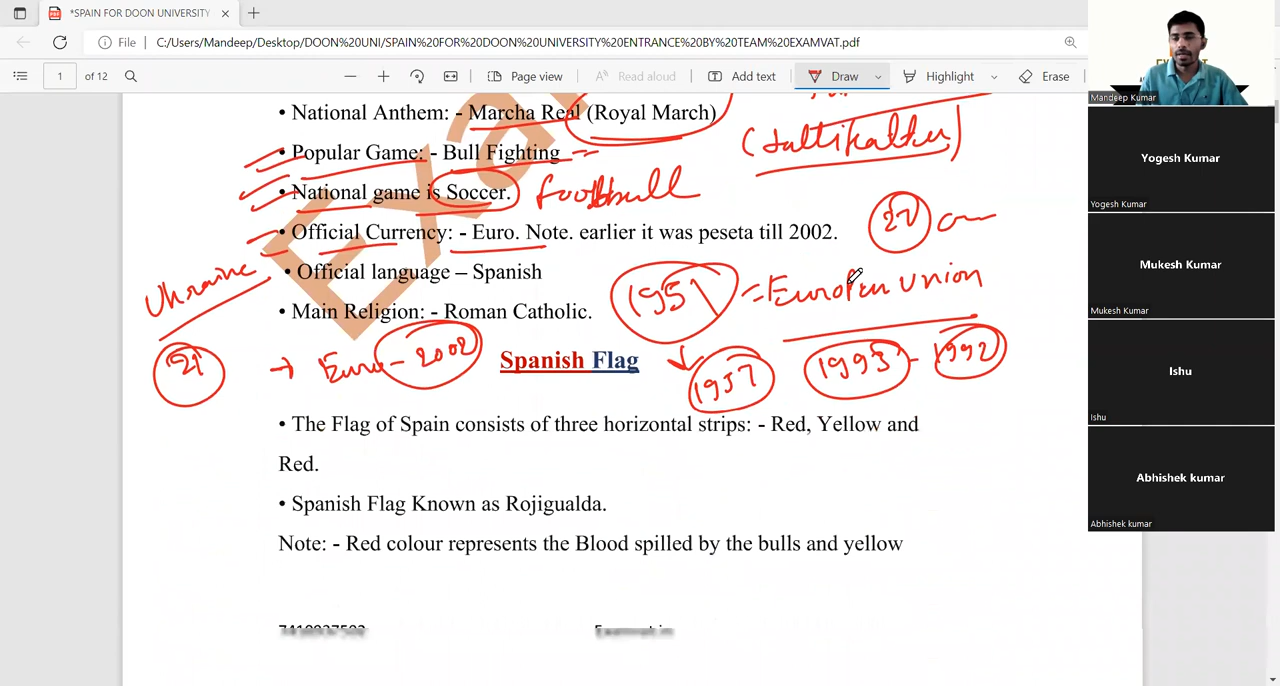 *SPAIN FOR DOON UNIVERSITY
File C:/Users/Mandeep/Desktop/DOON%20UNI/SPAIN%20FOR%20DOON%20UNIVERSITY%20ENTRANCE%20BY%20TEAM%20EXAMVAT.pdf
1 of 12 Page view Read aloud Add text Draw Highlight Erase
Mandeep Kumar
• National Anthem: - Marcha Real (Royal March)
• Popular Game: - Bull Fighting
• National game is Soccer. football
• Official Currency: - Euro. Note. earlier it was peseta till 2002.
Ukraine
• Official language – Spanish
1951 = Europen union
• Main Religion: - Roman Catholic.
→ Euro - 2002
Spanish Flag
1957 1993 - 1992
• The Flag of Spain consists of three horizontal strips: - Red, Yellow and
Red.
• Spanish Flag Known as Rojigualda.
Note: - Red colour represents the Blood spilled by the bulls and yellow
Exa
Yogesh Kumar
Yogesh Kumar
Mukesh Kumar
Mukesh Kumar
Ishu
Ishu
Abhishek kumar
Abhishek kumar